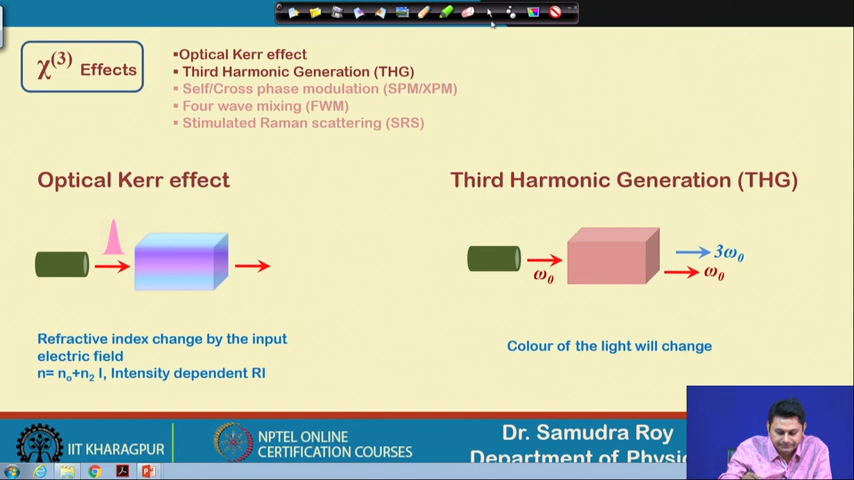 χ(3) Effects
▪Optical Kerr effect
▪ Third Harmonic Generation (THG)
▪ Self/Cross phase modulation (SPM/XPM)
▪ Four wave mixing (FWM)
▪ Stimulated Raman scattering (SRS)
Optical Kerr effect
Third Harmonic Generation (THG)
ω0
3ω0
ω0
Refractive index change by the input
electric field
n= no+n2 I, Intensity dependent RI
Colour of the light will change
IIT KHARAGPUR
NPTEL ONLINE
CERTIFICATION COURSES
Dr. Samudra Roy
Department of Physi